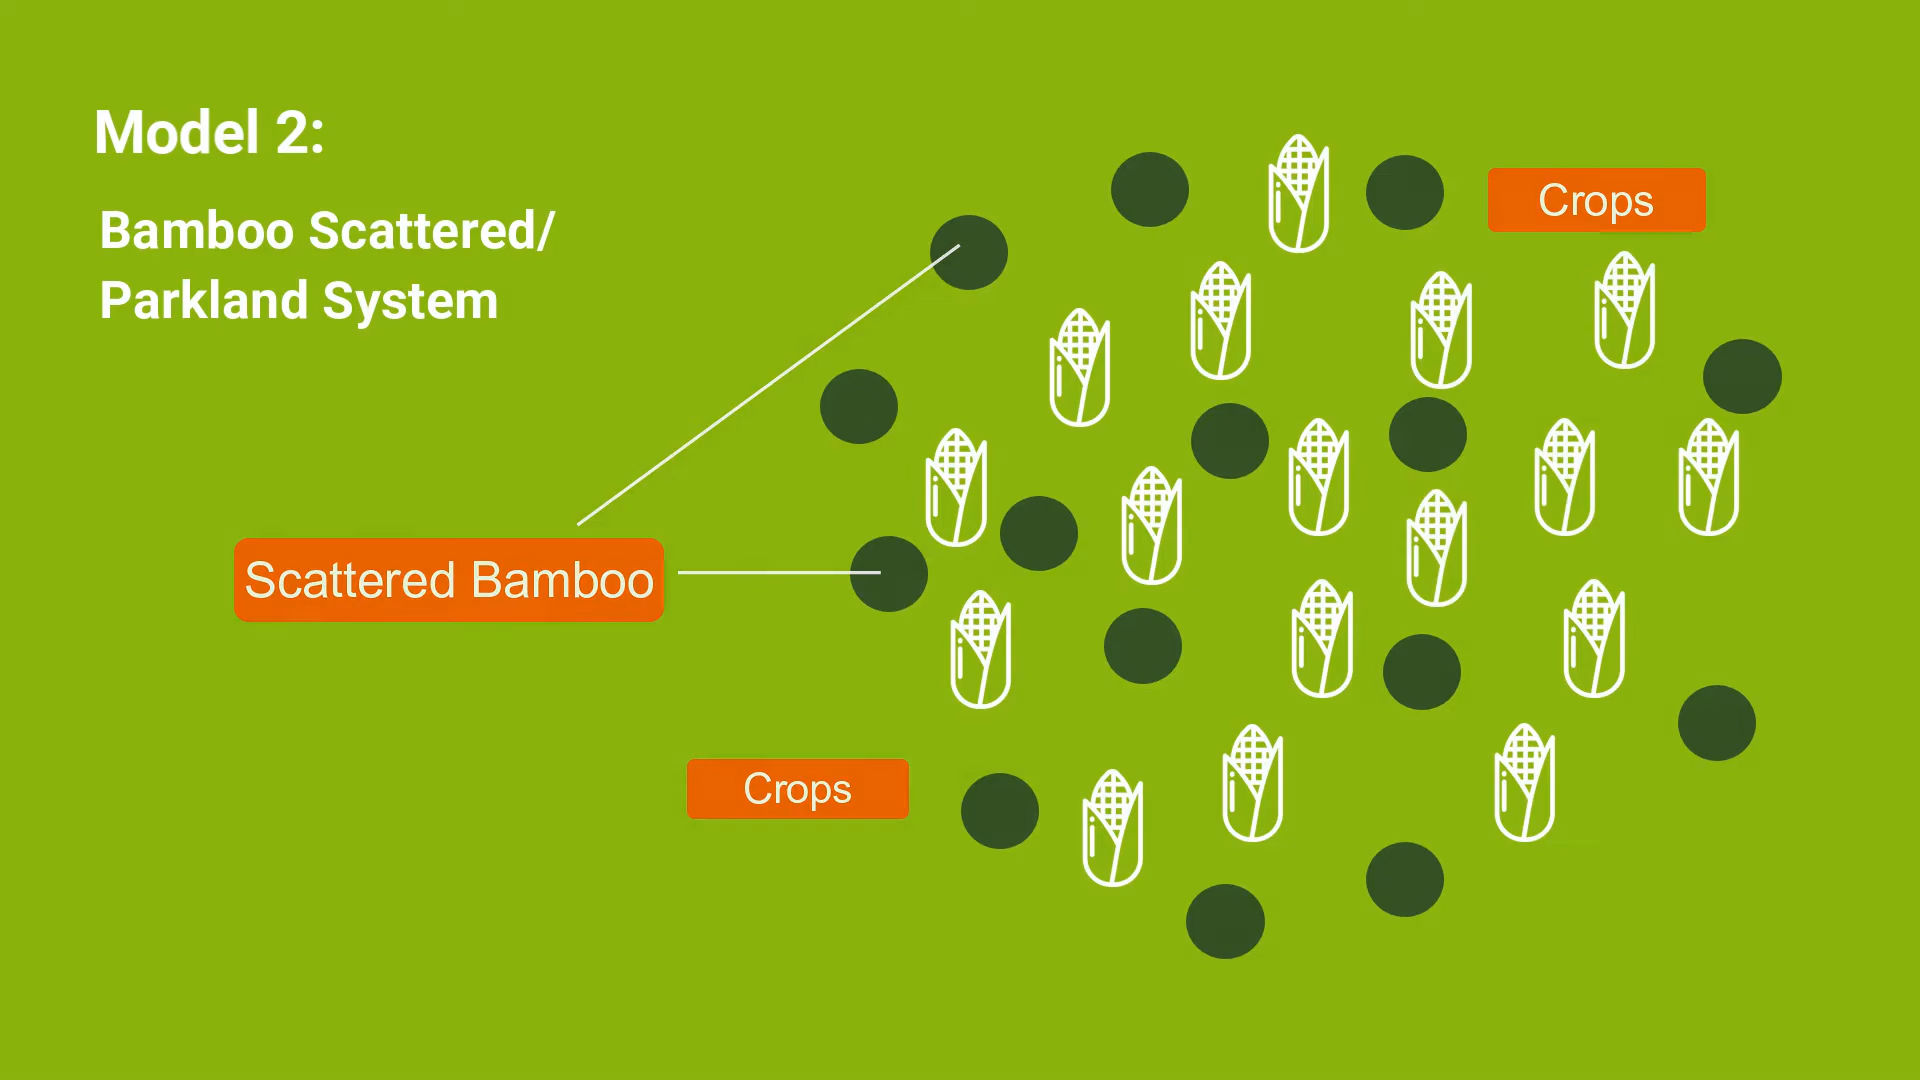 Model 2:
Bamboo Scattered/
Parkland System
Crops
Scattered Bamboo
Crops